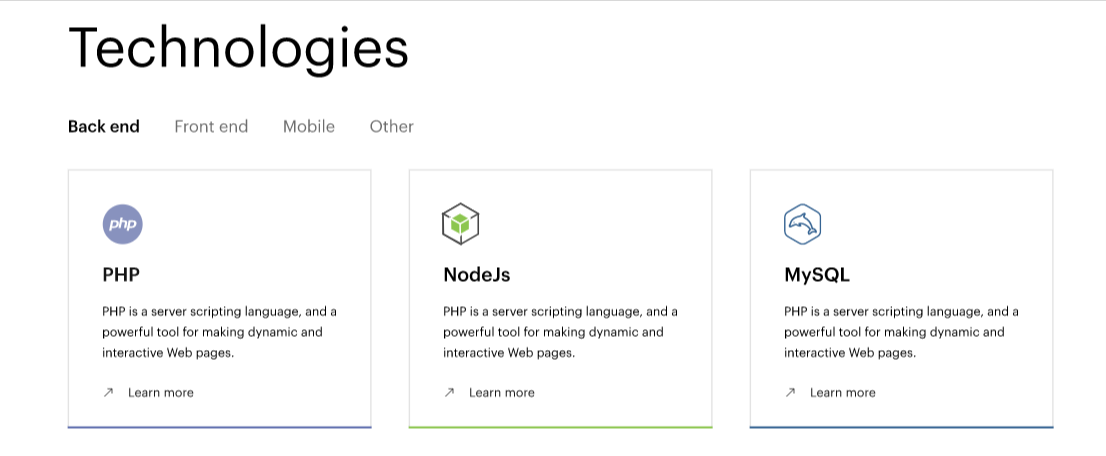 Technologies
Back end Front end Mobile Other
php
PHP
PHP is a server scripting language, and a
powerful tool for making dynamic and
interactive Web pages.
Learn more
NodeJs
PHP is a server scripting language, and a
powerful tool for making dynamic and
interactive Web pages.
Learn more
MySQL
PHP is a server scripting language, and a
powerful tool for making dynamic and
interactive Web pages.
Learn more